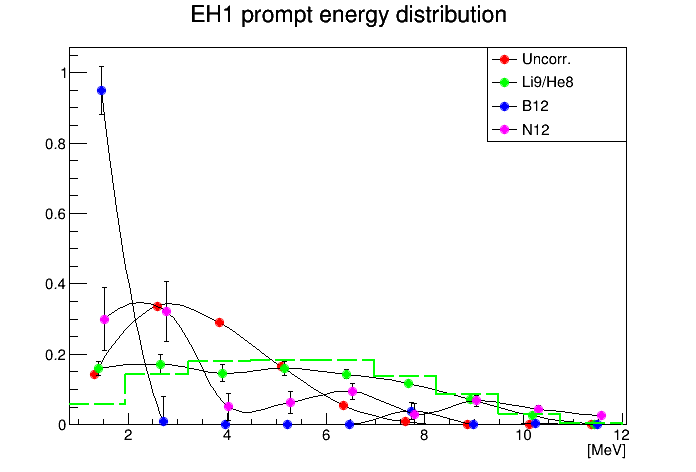 EH1 prompt energy distribution
Uncorr.
Li9/He8
B12
N12
1
0.8
0.6
0.4
0.2
0
2 4 6 8 10 12
[MeV]